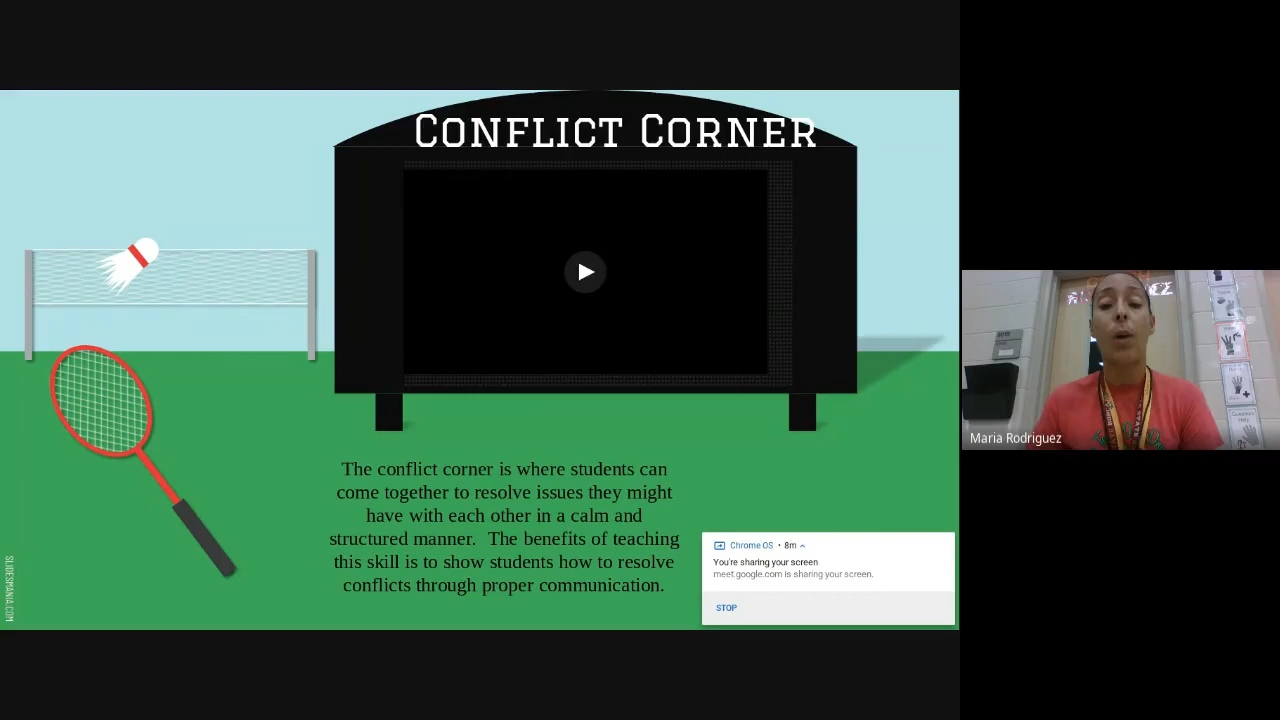 CONFLICT CORNER
The conflict corner is where students can
come together to resolve issues they might
have with each other in a calm and
structured manner.  The benefits of teaching
this skill is to show students how to resolve
conflicts through proper communication.
SLIDESMANIA.COM
Chrome OS • 8m
You're sharing your screen
meet.google.com is sharing your screen.
STOP
Maria Rodriguez